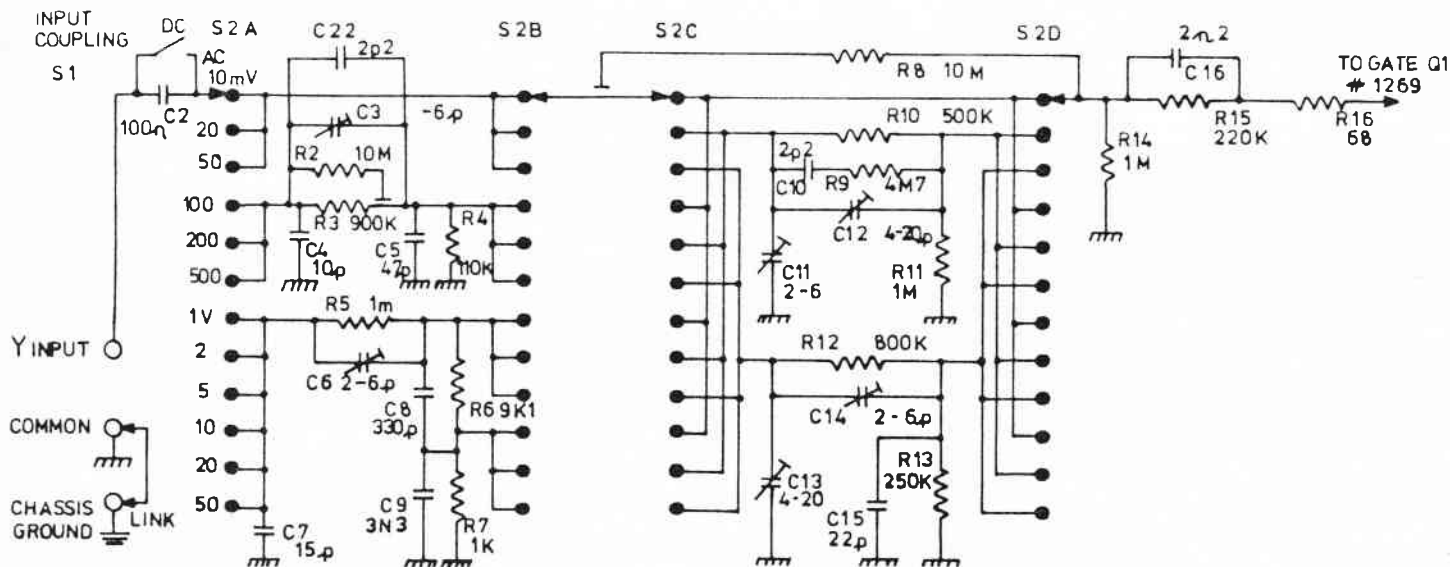 INPUT
COUPLING
S1
DC
AC
S2A
C22
2p2
S2B
S2C
S2D
2n2
C16
TO GATE Q1
# 1269
10mV
C2
100n
C3
-6p
R8 10M
R10 500K
R15
220K
R16
68
20
50
R2 10M
2p2
C10
R9
4M7
R14
1M
100
R3 900K
R4
110K
C12 4-20p
200
C4
10p
C5
47p
500
C11
2-6
R11
1M
1V
R5 1m
Y INPUT
R12 800K
2
C6 2-6p
5
C8
330p
R6 9K1
C14 2-6p
COMMON
10
20
R13
250K
C13
4-20
50
CHASSIS
GROUND
LINK
C7
15p
C9
3N3
R7
1K
C15
22p